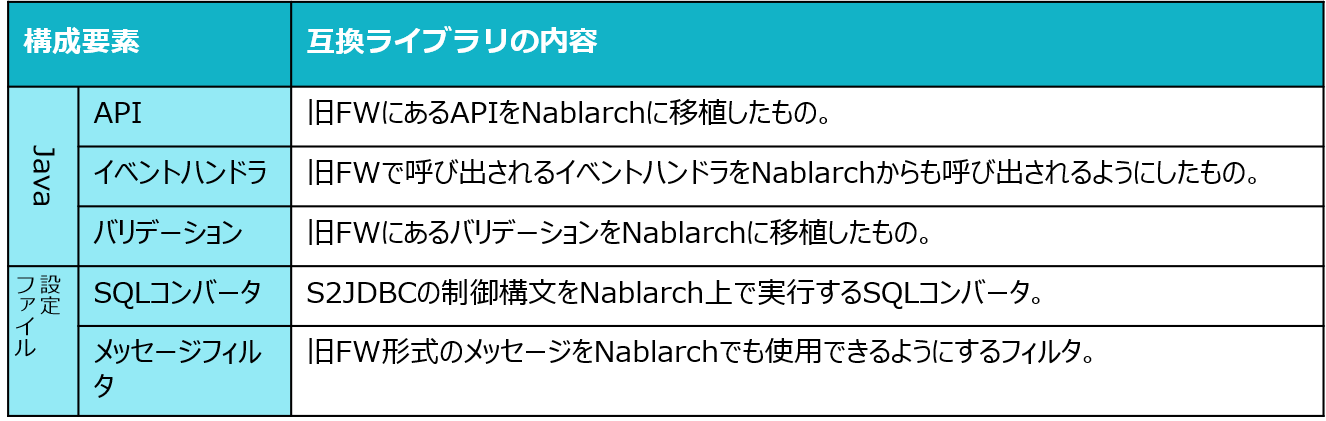 構成要素
互換ライブラリの内容
Java
API
旧FWにあるAPIをNablarchに移植したもの。
イベントハンドラ
旧FWで呼び出されるイベントハンドラをNablarchからも呼び出されるようにしたもの。
バリデーション
旧FWにあるバリデーションをNablarchに移植したもの。
設定
ファイル
SQLコンバータ
S2JDBCの制御構文をNablarch上で実行するSQLコンバータ。
メッセージフィル
タ
旧FW形式のメッセージをNablarchでも使用できるようにするフィルタ。